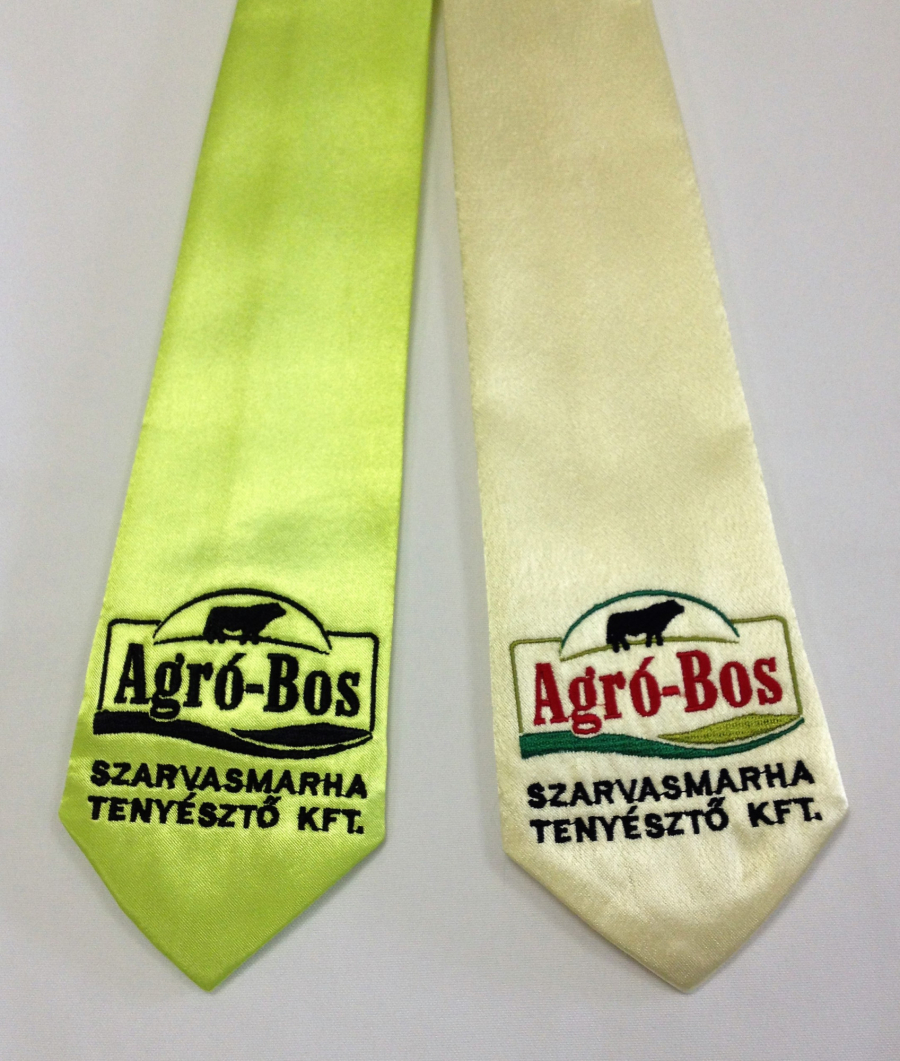 Agró-Bos
SZARVASMARHA
TENYÉSZTŐ KFT.
Agró-Bos
SZARVASMARHA
TENYÉSZTŐ KFT.